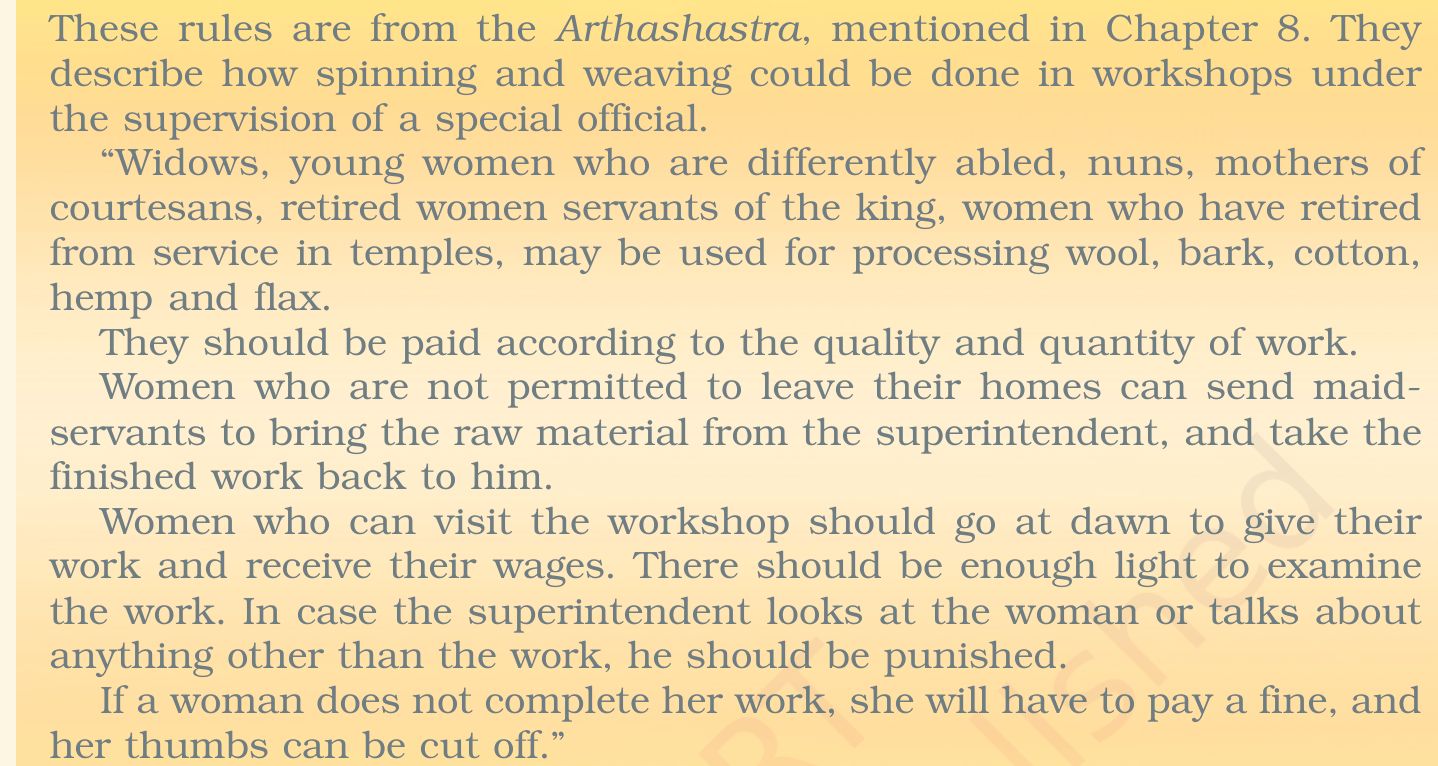 These rules are from the Arthashastra, mentioned in Chapter 8. They
describe how spinning and weaving could be done in workshops under
the supervision of a special official.
“Widows, young women who are differently abled, nuns, mothers of
courtesans, retired women servants of the king, women who have retired
from service in temples, may be used for processing wool, bark, cotton,
hemp and flax.
They should be paid according to the quality and quantity of work.
Women who are not permitted to leave their homes can send maid-
servants to bring the raw material from the superintendent, and take the
finished work back to him.
Women who can visit the workshop should go at dawn to give their
work and receive their wages. There should be enough light to examine
the work. In case the superintendent looks at the woman or talks about
anything other than the work, he should be punished.
If a woman does not complete her work, she will have to pay a fine, and
her thumbs can be cut off.”